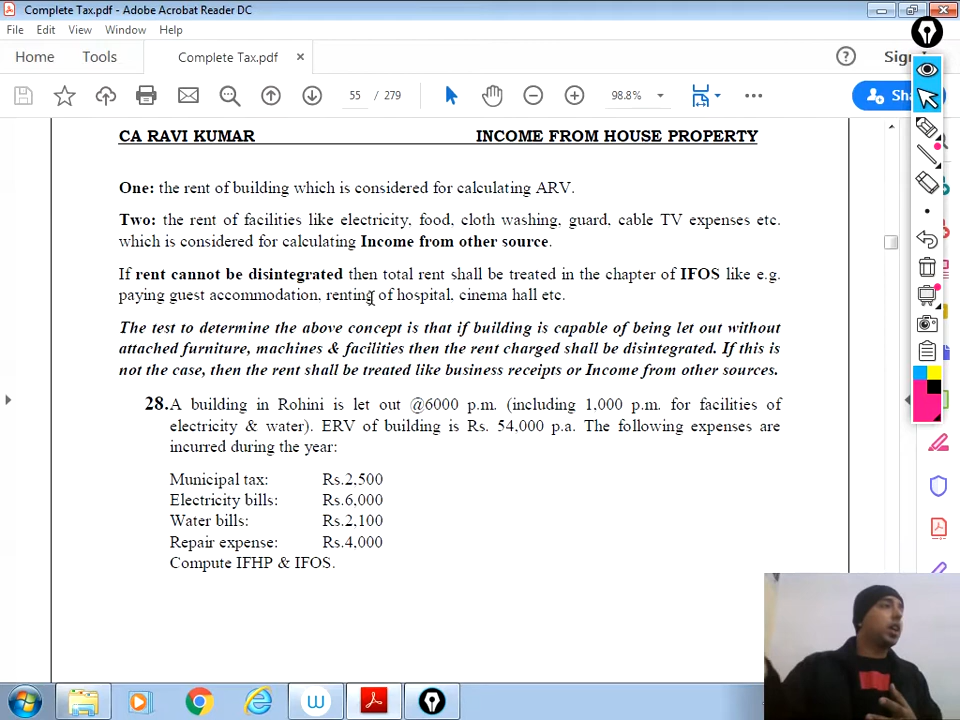 Complete Tax.pdf - Adobe Acrobat Reader DC
File Edit View Window Help
Home Tools Complete Tax.pdf × ?
55 / 279 98.8%
CA RAVI KUMAR INCOME FROM HOUSE PROPERTY
One: the rent of building which is considered for calculating ARV.
Two: the rent of facilities like electricity, food, cloth washing, guard, cable TV expenses etc.
which is considered for calculating Income from other source.
If rent cannot be disintegrated then total rent shall be treated in the chapter of IFOS like e.g.
paying guest accommodation, renting of hospital, cinema hall etc.
The test to determine the above concept is that if building is capable of being let out without
attached furniture, machines & facilities then the rent charged shall be disintegrated. If this is
not the case, then the rent shall be treated like business receipts or Income from other sources.
28. A building in Rohini is let out @6000 p.m. (including 1,000 p.m. for facilities of
electricity & water). ERV of building is Rs. 54,000 p.a. The following expenses are
incurred during the year:
Municipal tax: Rs.2,500
Electricity bills: Rs.6,000
Water bills: Rs.2,100
Repair expense: Rs.4,000
Compute IFHP & IFOS.